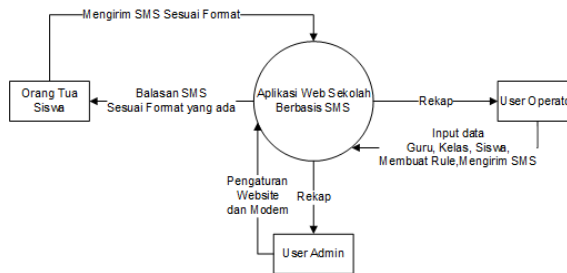 Mengirim SMS Sesuai Format
Orang Tua
Siswa
Balasan SMS
Sesuai Format yang ada
Aplikasi Web Sekolah
Berbasis SMS
Rekap
User Operator
Input data
Guru, Kelas, Siswa,
Membuat Rule,Mengirim SMS
Pengaturan
Website
dan Modem
Rekap
User Admin